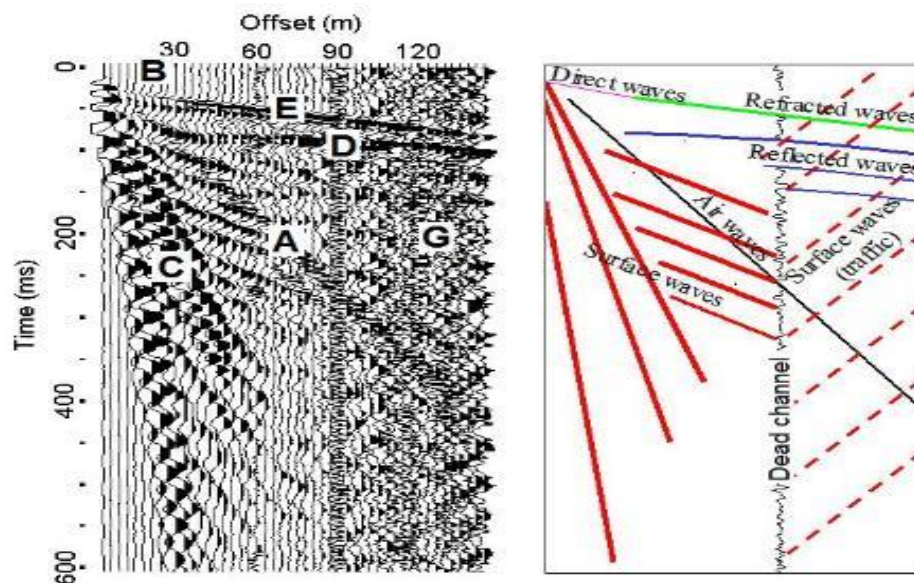 Offset (m)
30 60 90 120
0
200
400
600
Time (ms)
B
E
D
A
G
C
Direct waves
Refracted waves
Reflected waves
Air waves
Surface waves
Surface waves
(traffic)
Dead channel